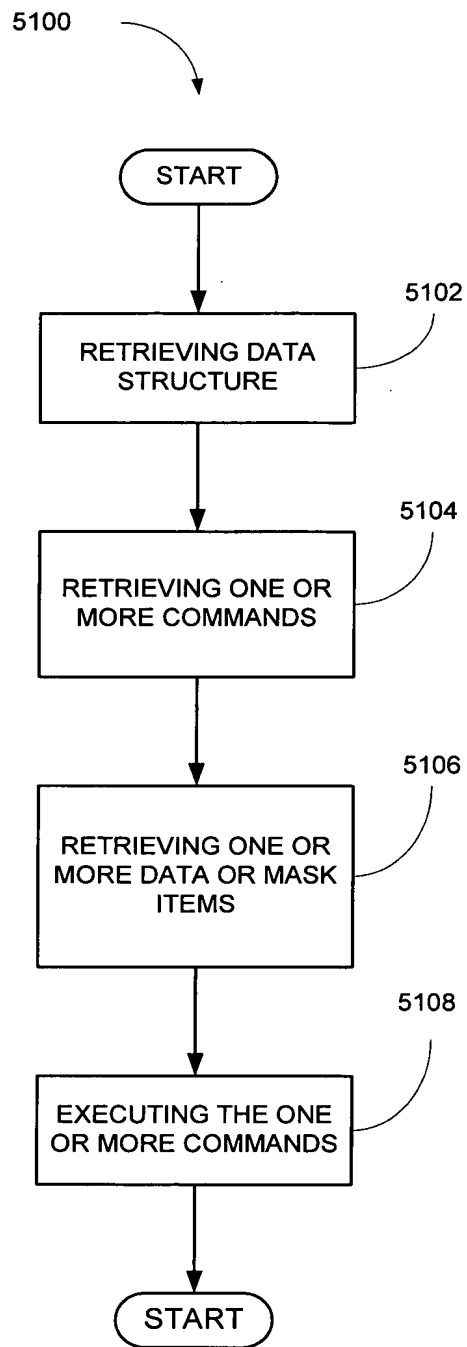 5100
START
5102
RETRIEVING DATA
STRUCTURE
5104
RETRIEVING ONE OR
MORE COMMANDS
5106
RETRIEVING ONE OR
MORE DATA OR MASK
ITEMS
5108
EXECUTING THE ONE
OR MORE COMMANDS
START